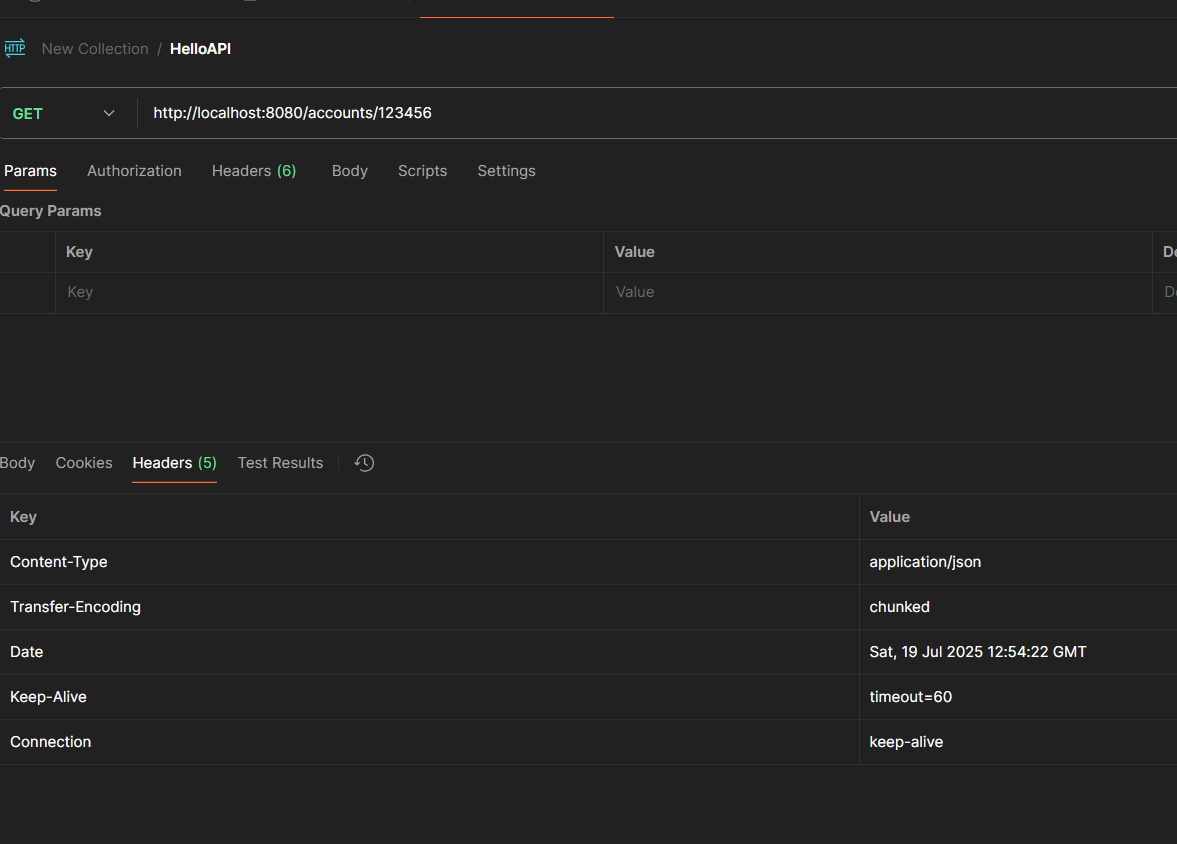 HTTP New Collection / HelloAPI
GET http://localhost:8080/accounts/123456
Params Authorization Headers (6) Body Scripts Settings
Query Params
Key Value De
Key Value De
Body Cookies Headers (5) Test Results
Key Value
Content-Type application/json
Transfer-Encoding chunked
Date Sat, 19 Jul 2025 12:54:22 GMT
Keep-Alive timeout=60
Connection keep-alive